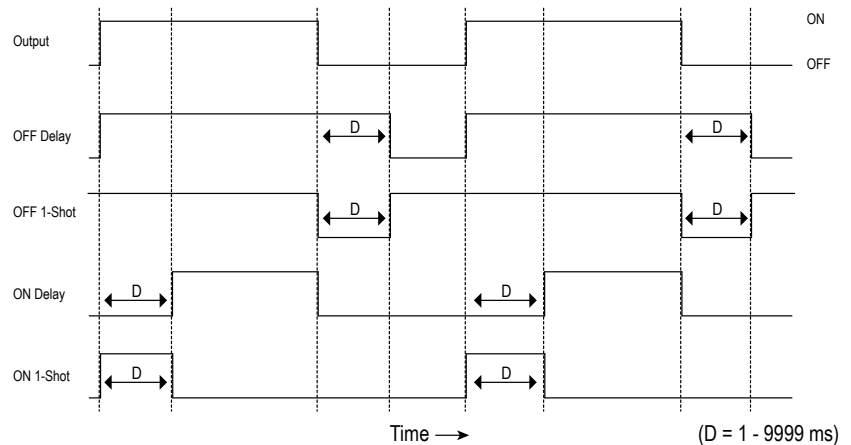 Output
ON
OFF
OFF Delay
D
D
OFF 1-Shot
D
D
ON Delay
D
D
ON 1-Shot
D
D
Time → (D = 1 - 9999 ms)